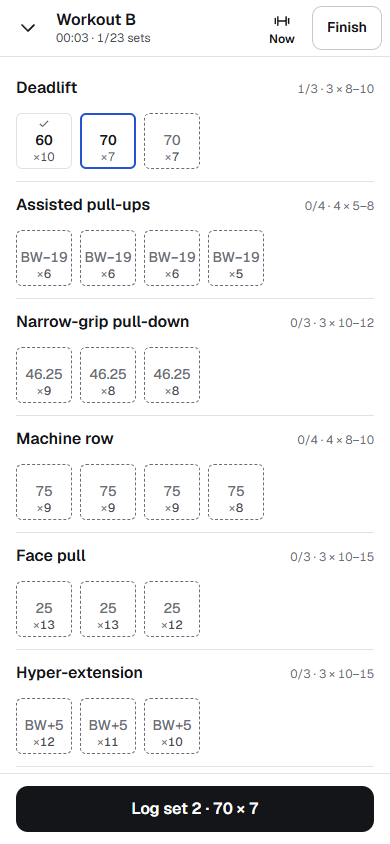 Workout B
00:03 · 1/23 sets
Now
Finish
Deadlift
1/3 · 3 × 8–10
60 70 70
×10 ×7 ×7
Assisted pull-ups
0/4 · 4 × 5–8
BW−19 BW−19 BW−19 BW−19
×6 ×6 ×6 ×5
Narrow-grip pull-down
0/3 · 3 × 10–12
46.25 46.25 46.25
×9 ×8 ×8
Machine row
0/4 · 4 × 8–10
75 75 75 75
×9 ×9 ×9 ×8
Face pull
0/3 · 3 × 10–15
25 25 25
×13 ×13 ×12
Hyper-extension
0/3 · 3 × 10–15
BW+5 BW+5 BW+5
×12 ×11 ×10
Log set 2 · 70 × 7